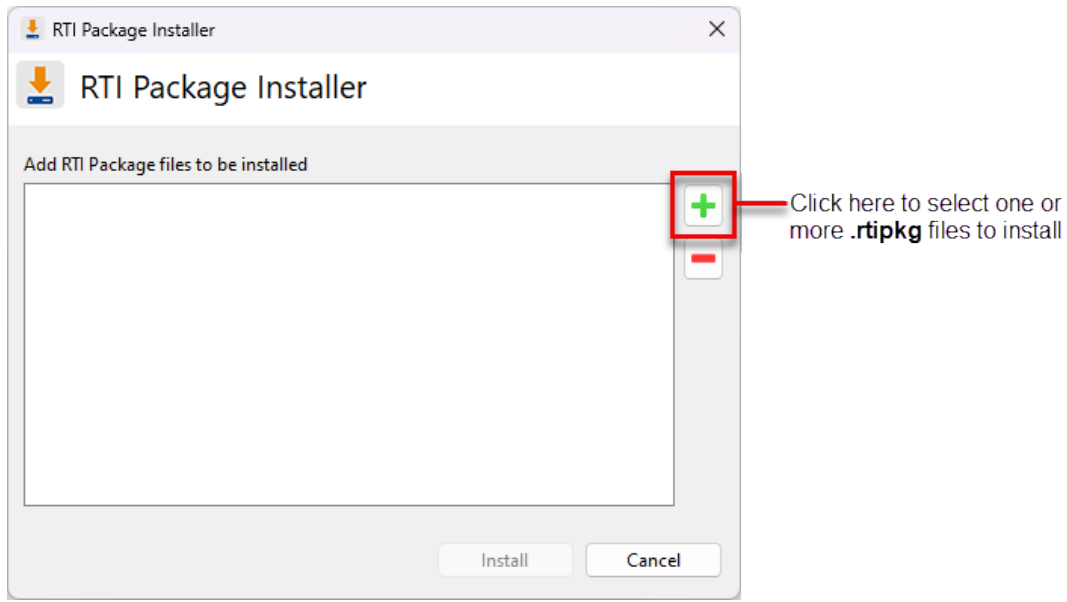 RTI Package Installer
RTI Package Installer
Add RTI Package files to be installed
Click here to select one or
more .rtipkg files to install
Install
Cancel